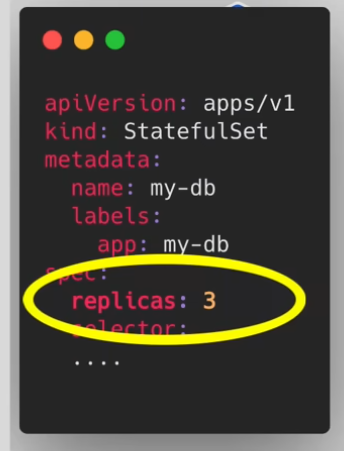 apiVersion: apps/v1
kind: StatefulSet
metadata:
  name: my-db
  labels:
    app: my-db
spec:
  replicas: 3
  selector:
  ....